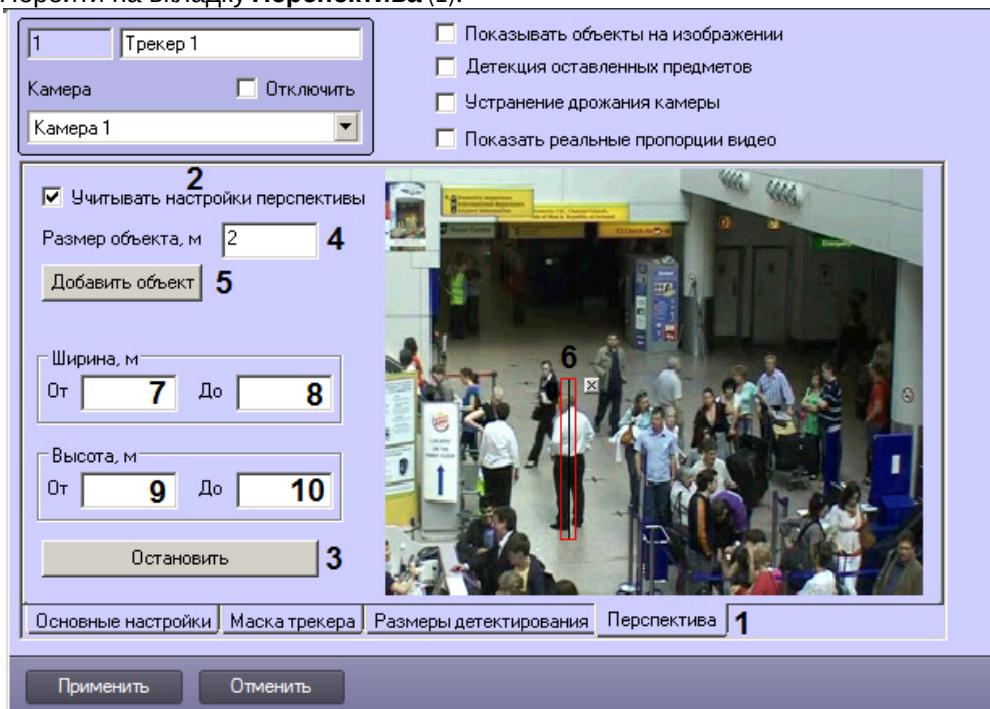 Перейти на вкладку Перспектива (1).
1 Трекер 1
Показывать объекты на изображении
Детекция оставленных предметов
Камера Отключить
Устранение дрожания камеры
Камера 1
Показать реальные пропорции видео
2
Учитывать настройки перспективы
Размер объекта, м 2 4
Добавить объект 5
6
Ширина, м
От 7 До 8
Высота, м
От 9 До 10
Остановить 3
Основные настройки Маска трекера Размеры детектирования Перспектива 1
Применить Отменить